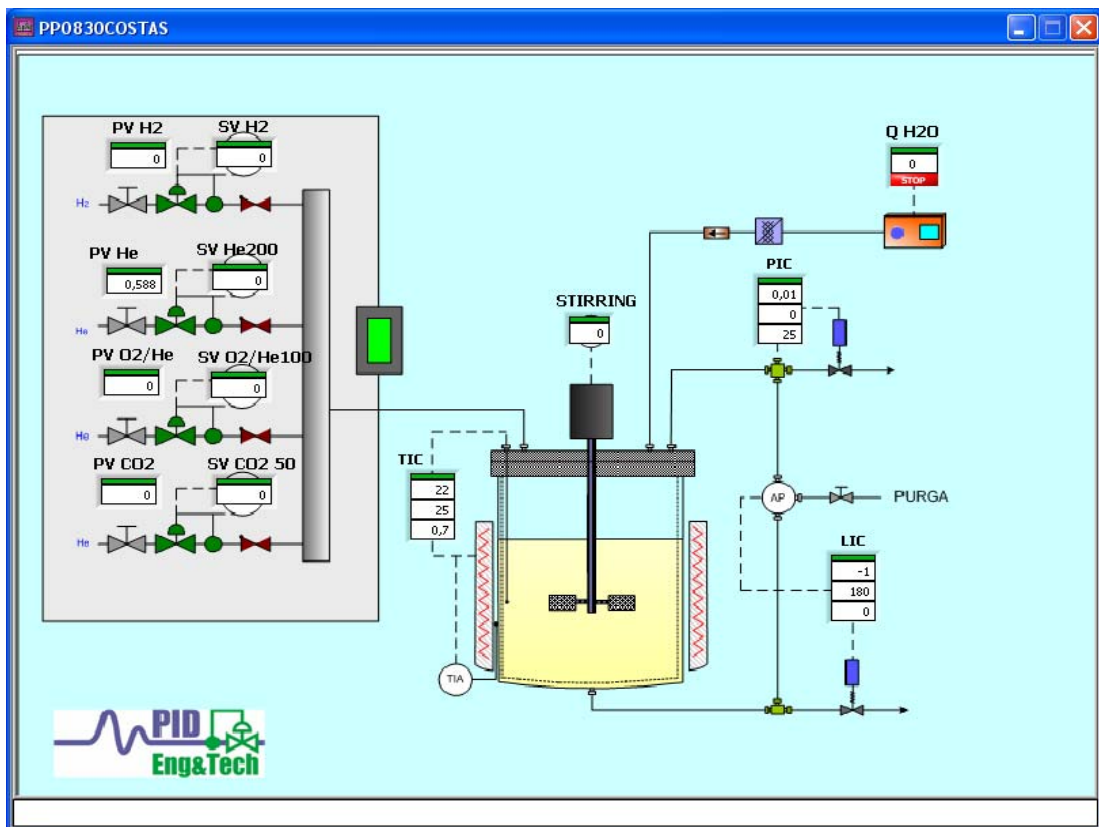 PP0830COSTAS
PV H2 SV H2
0 0
H2
PV He SV He200
0,588 0
He
PV O2/He SV O2/He100
0 0
He
PV CO2 SV CO2 50
0 0
He
Q H2O
0
STOP
PIC
0,01
0
25
STIRRING
0
TIC
22
25
0,7
AP PURGA
LIC
-1
180
0
TIA
PID
Eng&Tech